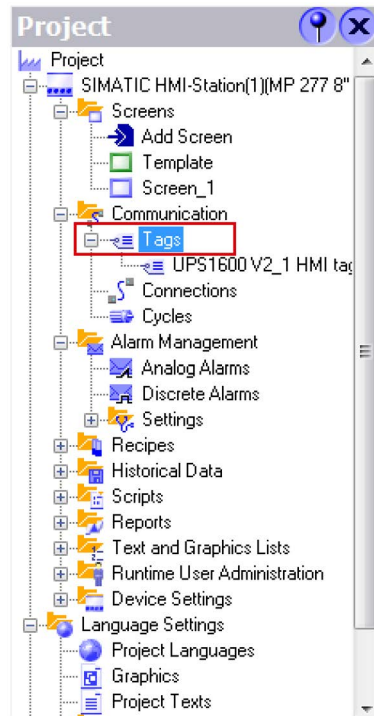 Project
Project
SIMATIC HMI-Station(1)(MP 277 8"
Screens
Add Screen
Template
Screen_1
Communication
Tags
UPS1600 V2_1 HMI tag
Connections
Cycles
Alarm Management
Analog Alarms
Discrete Alarms
Settings
Recipes
Historical Data
Scripts
Reports
Text and Graphics Lists
Runtime User Administration
Device Settings
Language Settings
Project Languages
Graphics
Project Texts